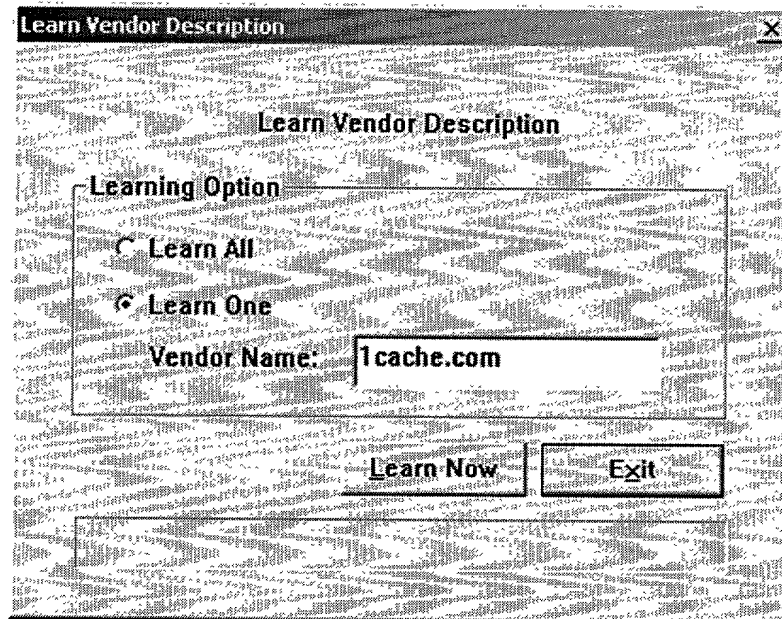 Learn Vendor Description
Learn Vendor Description
Learning Option
Learn All
Learn One
Vendor Name: 1cache.com
Learn Now Exit